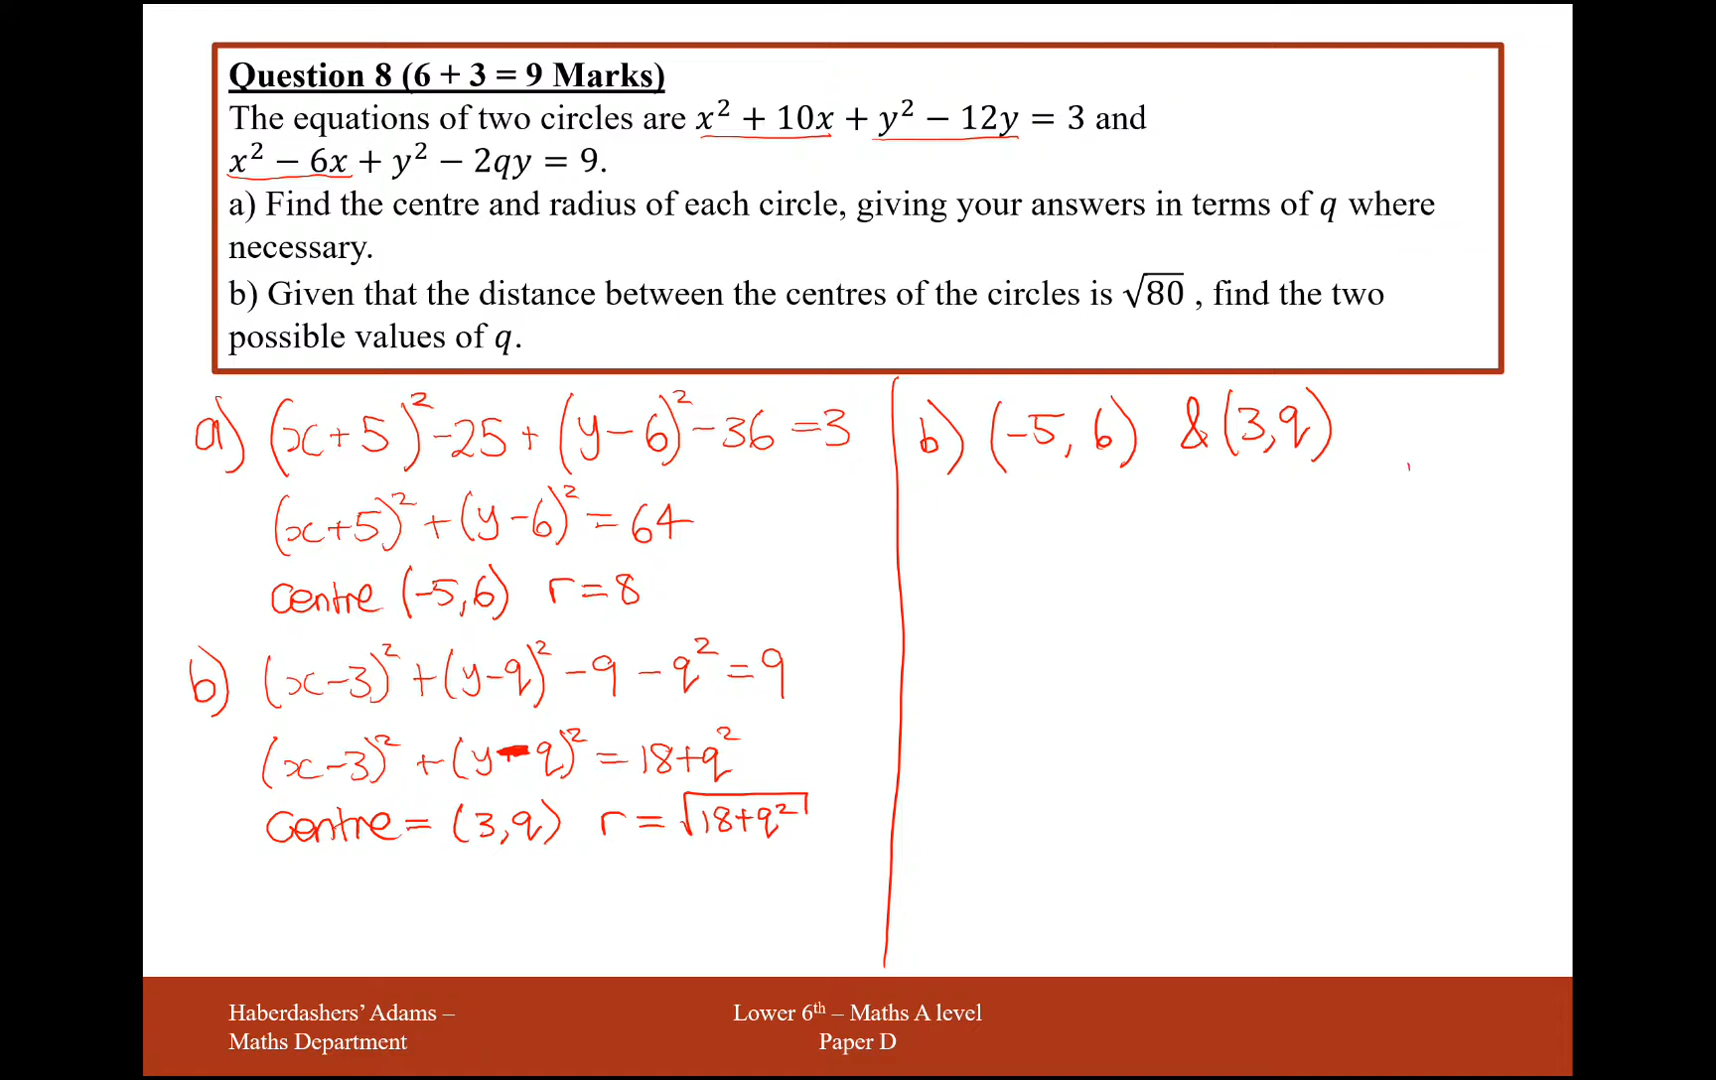 Question 8 (6 + 3 = 9 Marks)
The equations of two circles are x² + 10x + y² − 12y = 3 and
x² − 6x + y² − 2qy = 9.
a) Find the centre and radius of each circle, giving your answers in terms of q where
necessary.
b) Given that the distance between the centres of the circles is √80 , find the two
possible values of q.
a) (x+5)² -25 + (y-6)² - 36 = 3
(x+5)² + (y-6)² = 64
Centre (-5,6) r = 8
b) (x-3)² + (y-q)² - 9 - q² = 9
(x-3)² + (y-q)² = 18+q²
Centre = (3,q) r = √(18+q²)
b) (-5, 6) & (3,q)
Haberdashers’ Adams –
Maths Department
Lower 6th – Maths A level
Paper D